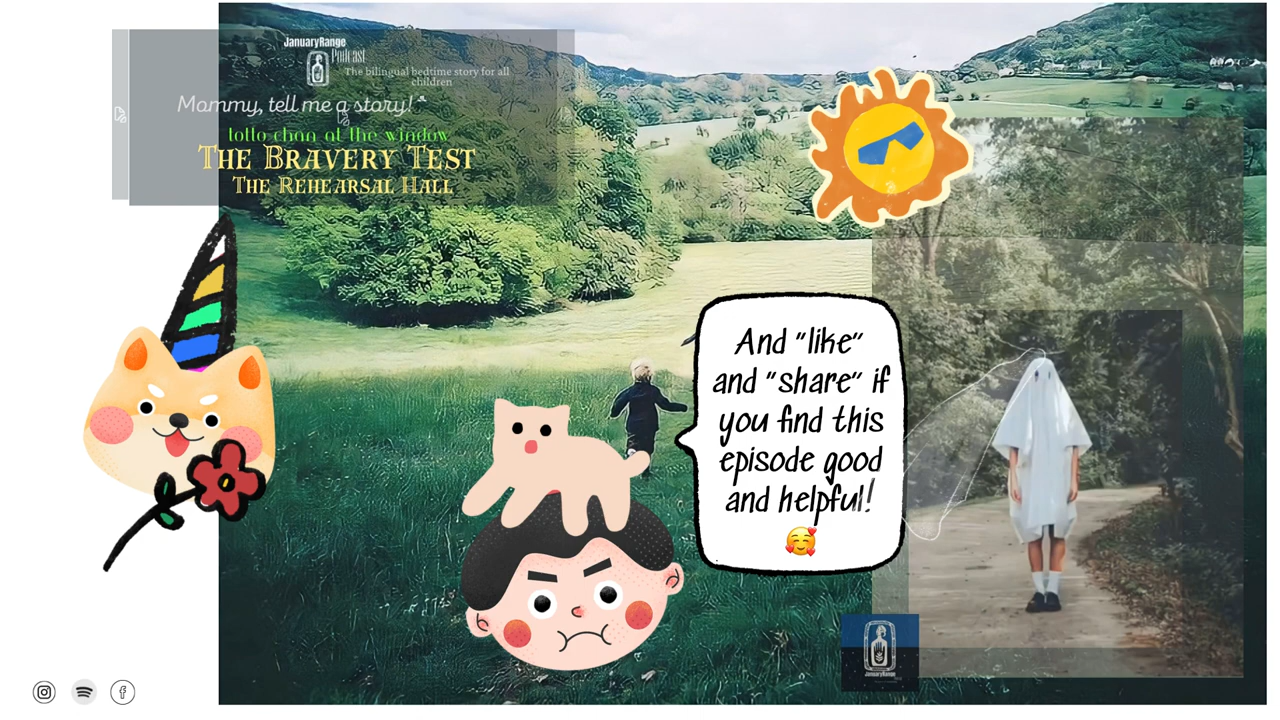 JanuaryRange
Podcast
The bilingual bedtime story for all
children
Mommy, tell me a story!
totto chan at the window
The Bravery Test
The Rehearsal Hall
And "like"
and "share" if
you find this
episode good
and helpful!
🥰
JanuaryRange